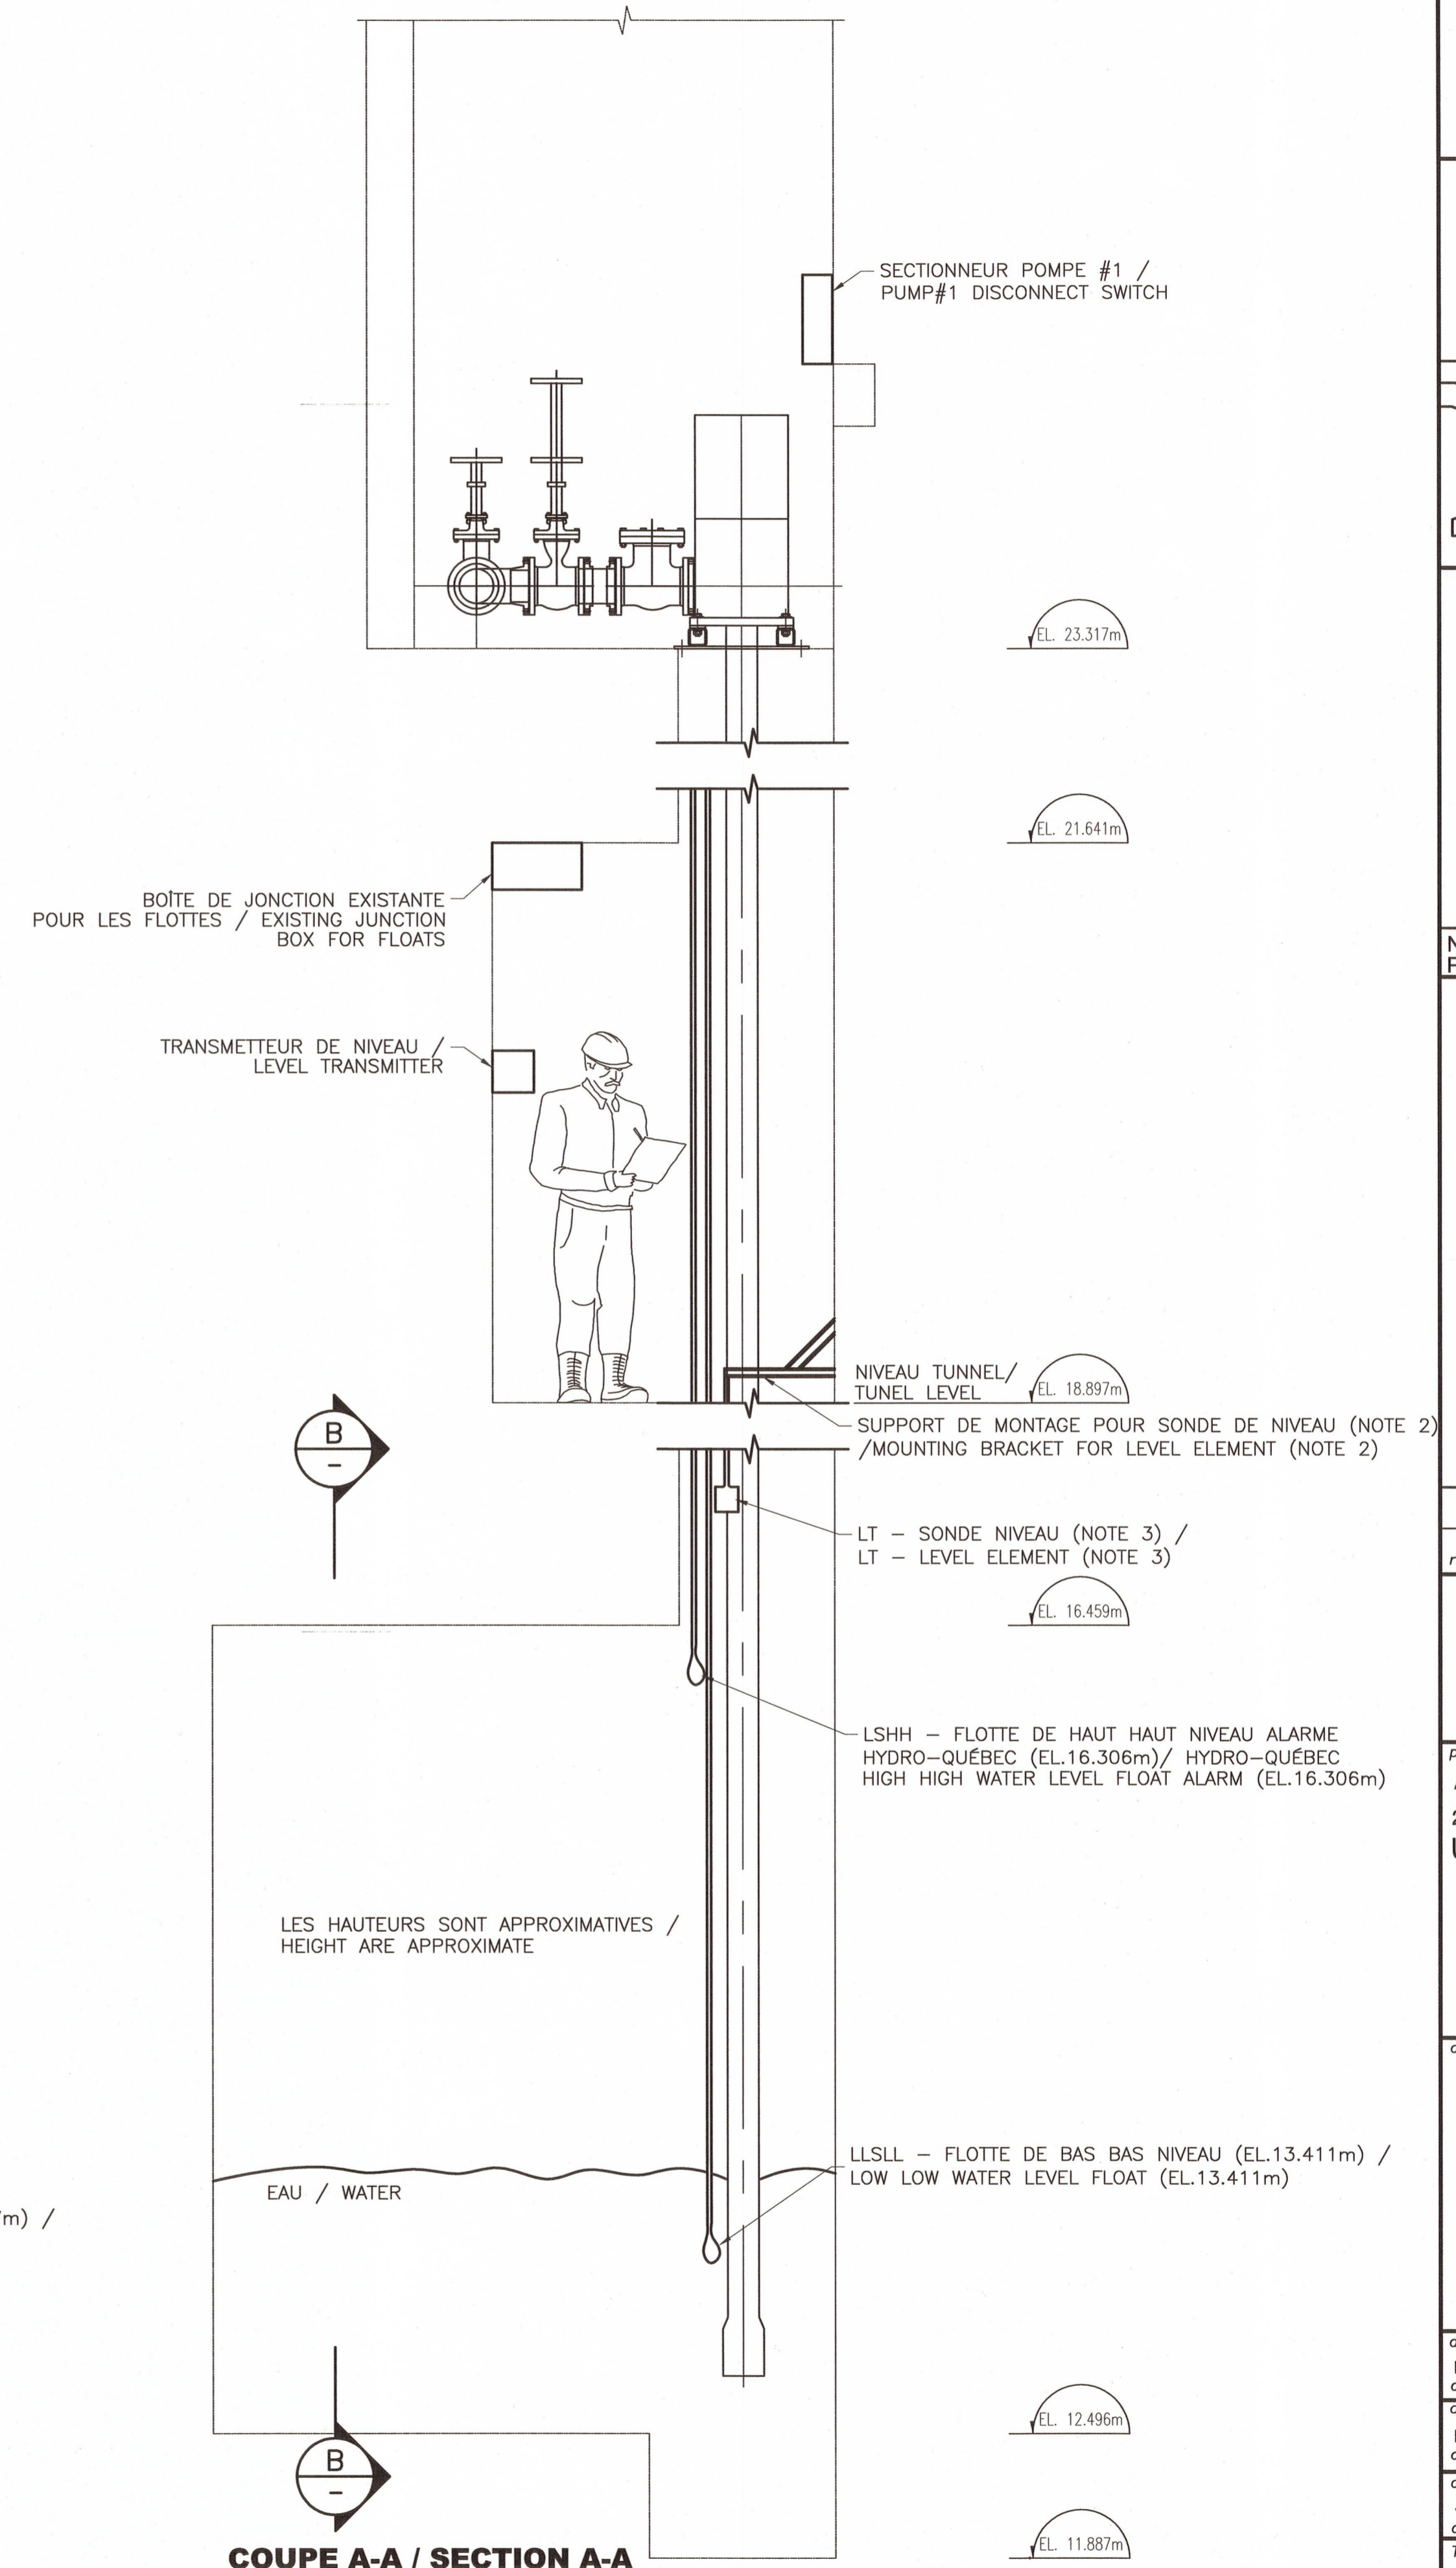 SECTIONNEUR POMPE #1 /
PUMP#1 DISCONNECT SWITCH
EL. 23.317m
EL. 21.641m
BOÎTE DE JONCTION EXISTANTE
POUR LES FLOTTES / EXISTING JUNCTION
BOX FOR FLOATS
TRANSMETTEUR DE NIVEAU /
LEVEL TRANSMITTER
NIVEAU TUNNEL/
TUNEL LEVEL
EL. 18.897m
SUPPORT DE MONTAGE POUR SONDE DE NIVEAU (NOTE 2)
/MOUNTING BRACKET FOR LEVEL ELEMENT (NOTE 2)
B
–
LT – SONDE NIVEAU (NOTE 3) /
LT – LEVEL ELEMENT (NOTE 3)
EL. 16.459m
LSHH – FLOTTE DE HAUT HAUT NIVEAU ALARME
HYDRO–QUÉBEC (EL.16.306m)/ HYDRO–QUÉBEC
HIGH HIGH WATER LEVEL FLOAT ALARM (EL.16.306m)
LES HAUTEURS SONT APPROXIMATIVES /
HEIGHT ARE APPROXIMATE
LLSLL – FLOTTE DE BAS BAS NIVEAU (EL.13.411m) /
LOW LOW WATER LEVEL FLOAT (EL.13.411m)
EAU / WATER
m) /
EL. 12.496m
B
–
EL. 11.887m
COUPE A-A / SECTION A-A